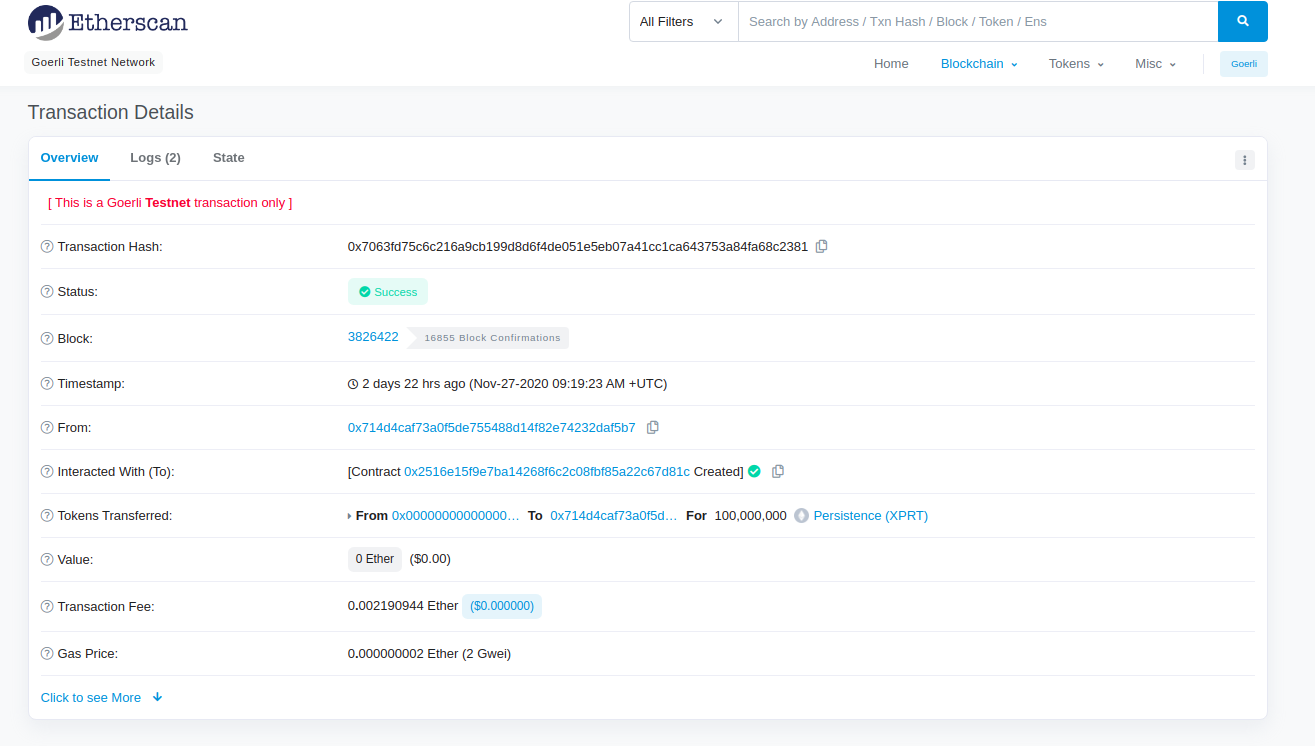 Etherscan
All Filters
Search by Address / Txn Hash / Block / Token / Ens
Goerli Testnet Network
Home Blockchain Tokens Misc Goerli
Transaction Details
Overview Logs (2) State
[ This is a Goerli Testnet transaction only ]
Transaction Hash: 0x7063fd75c6c216a9cb199d8d6f4de051e5eb07a41cc1ca643753a84fa68c2381
Status: Success
Block: 3826422 16855 Block Confirmations
Timestamp: 2 days 22 hrs ago (Nov-27-2020 09:19:23 AM +UTC)
From: 0x714d4caf73a0f5de755488d14f82e74232daf5b7
Interacted With (To): [Contract 0x2516e15f9e7ba14268f6c2c08fbf85a22c67d81c Created]
Tokens Transferred: From 0x00000000000000… To 0x714d4caf73a0f5d… For 100,000,000 Persistence (XPRT)
Value: 0 Ether ($0.00)
Transaction Fee: 0.002190944 Ether ($0.000000)
Gas Price: 0.000000002 Ether (2 Gwei)
Click to see More